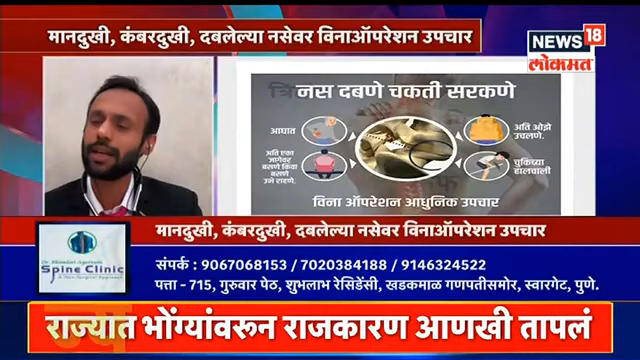 मानदुखी, कंबरदुखी, दबलेल्या नसेवर विनाऑपरेशन उपचार
NEWS 18
लोकमत
नस दबणे चकती सरकणे
आघात
अति ओझे
उचलणे.
अति एका
जागेवर
बसणे किंवा
उभे राहणे.
चुकिच्या
हालचाली
विना ऑपरेशन आधुनिक उपचार
मानदुखी, कंबरदुखी, दबलेल्या नसेवर विनाऑपरेशन उपचार
Spine Clinic
संपर्क : 9067068153 / 7020384188 / 9146324522
पत्ता - 715, गुरुवार पेठ, शुभलाभ रेसिडेंसी, खडकमाळ गणपतीसमोर, स्वारगेट, पुणे.
राज्यात भोंग्यांवरून राजकारण आणखी तापलं